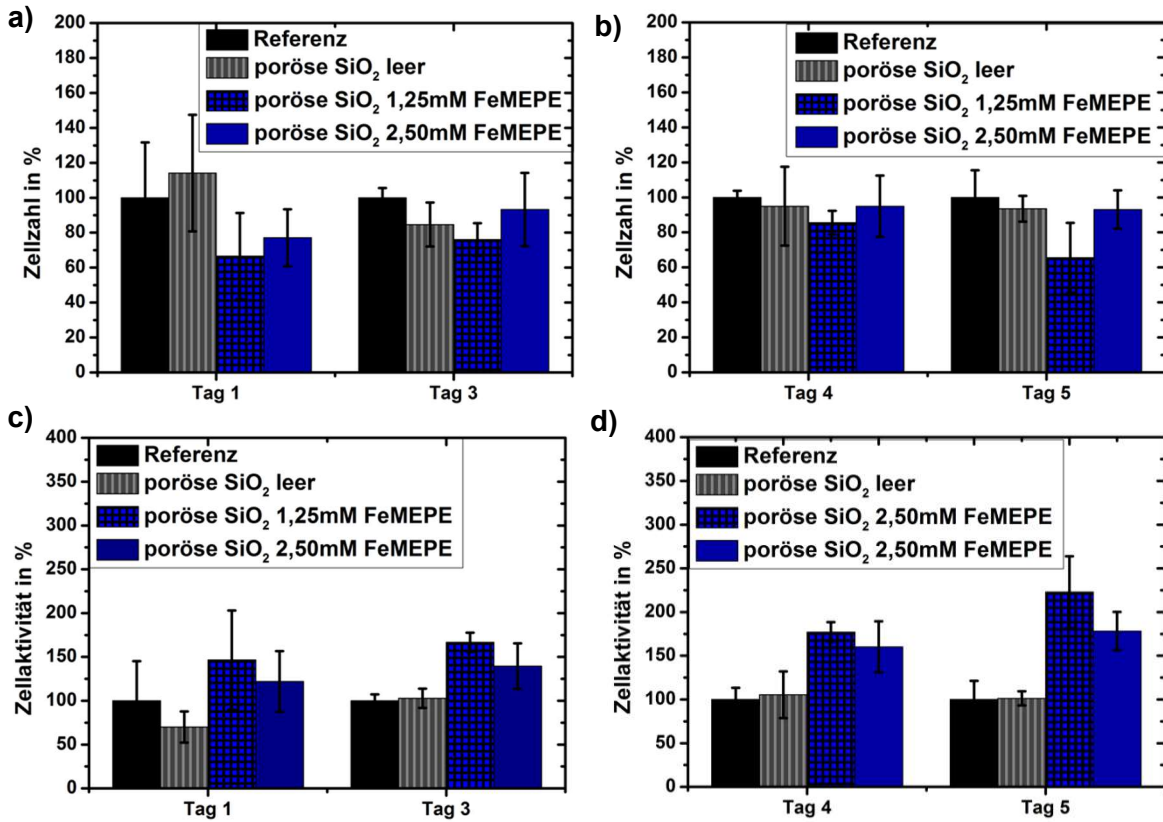 a)
Zellzahl in %
200
180
160
140
120
100
80
60
40
20
0
Referenz
poröse SiO₂ leer
poröse SiO₂ 1,25mM FeMEPE
poröse SiO₂ 2,50mM FeMEPE
Tag 1 Tag 3
b)
Zellzahl in %
200
180
160
140
120
100
80
60
40
20
0
Referenz
poröse SiO₂ leer
poröse SiO₂ 1,25mM FeMEPE
poröse SiO₂ 2,50mM FeMEPE
Tag 4 Tag 5
c)
Zellaktivität in %
400
350
300
250
200
150
100
50
0
Referenz
poröse SiO₂ leer
poröse SiO₂ 1,25mM FeMEPE
poröse SiO₂ 2,50mM FeMEPE
Tag 1 Tag 3
d)
Zellaktivität in %
400
350
300
250
200
150
100
50
0
Referenz
poröse SiO₂ leer
poröse SiO₂ 2,50mM FeMEPE
poröse SiO₂ 2,50mM FeMEPE
Tag 4 Tag 5